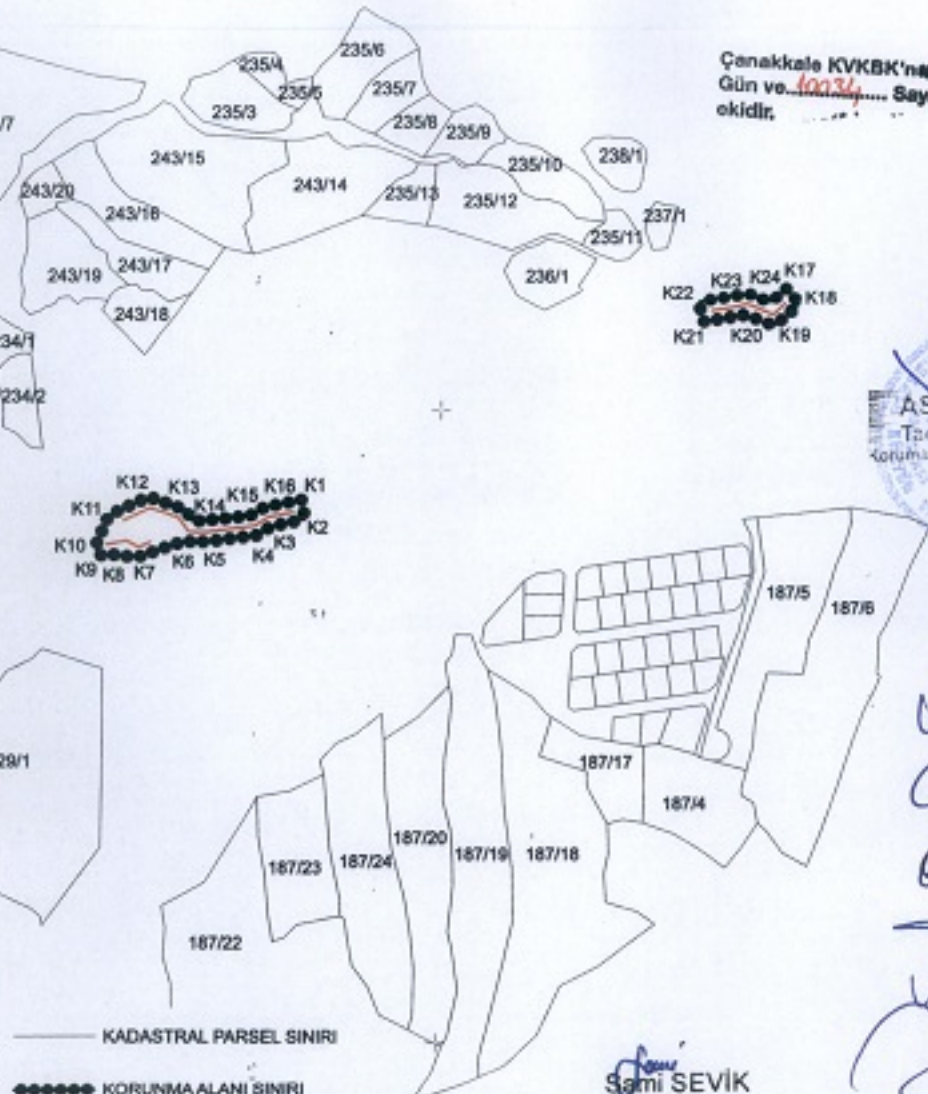 Çanakkale KVKBK'na
Gün ve 10034 Say
ekidir.
235/6
235/4
235/5
235/7
235/3
235/8
235/9
/7
243/15
235/10
238/1
243/14
243/20
235/13
235/12
243/16
237/1
235/11
243/17
243/19
236/1
243/18
K17
K24
K23
K22
K18
K21
K20
K19
234/1
234/2
AS
K12
K13
K15
K16
K1
K11
K14
K2
K10
K3
K4
K5
K6
K7
K8
K9
187/5
187/6
29/1
187/17
187/4
187/20
187/19
187/18
187/24
187/23
187/22
KADASTRAL PARSEL SINIRI
KORUNMA ALANI SINIRI
Sami SEVİK